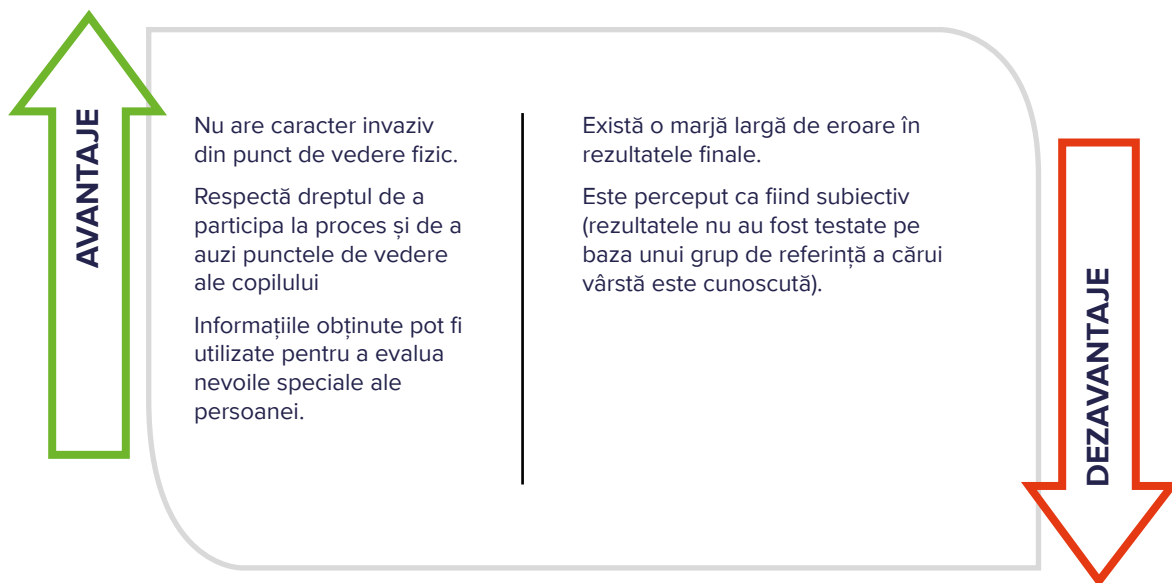 AVANTAJE
Nu are caracter invaziv
din punct de vedere fizic.
Respectă dreptul de a
participa la proces și de a
auzi punctele de vedere
ale copilului
Informațiile obținute pot fi
utilizate pentru a evalua
nevoile speciale ale
persoanei.
Există o marjă largă de eroare în
rezultatele finale.
Este perceput ca fiind subiectiv
(rezultatele nu au fost testate pe
baza unui grup de referință a cărui
vârstă este cunoscută).
DEZAVANTAJE